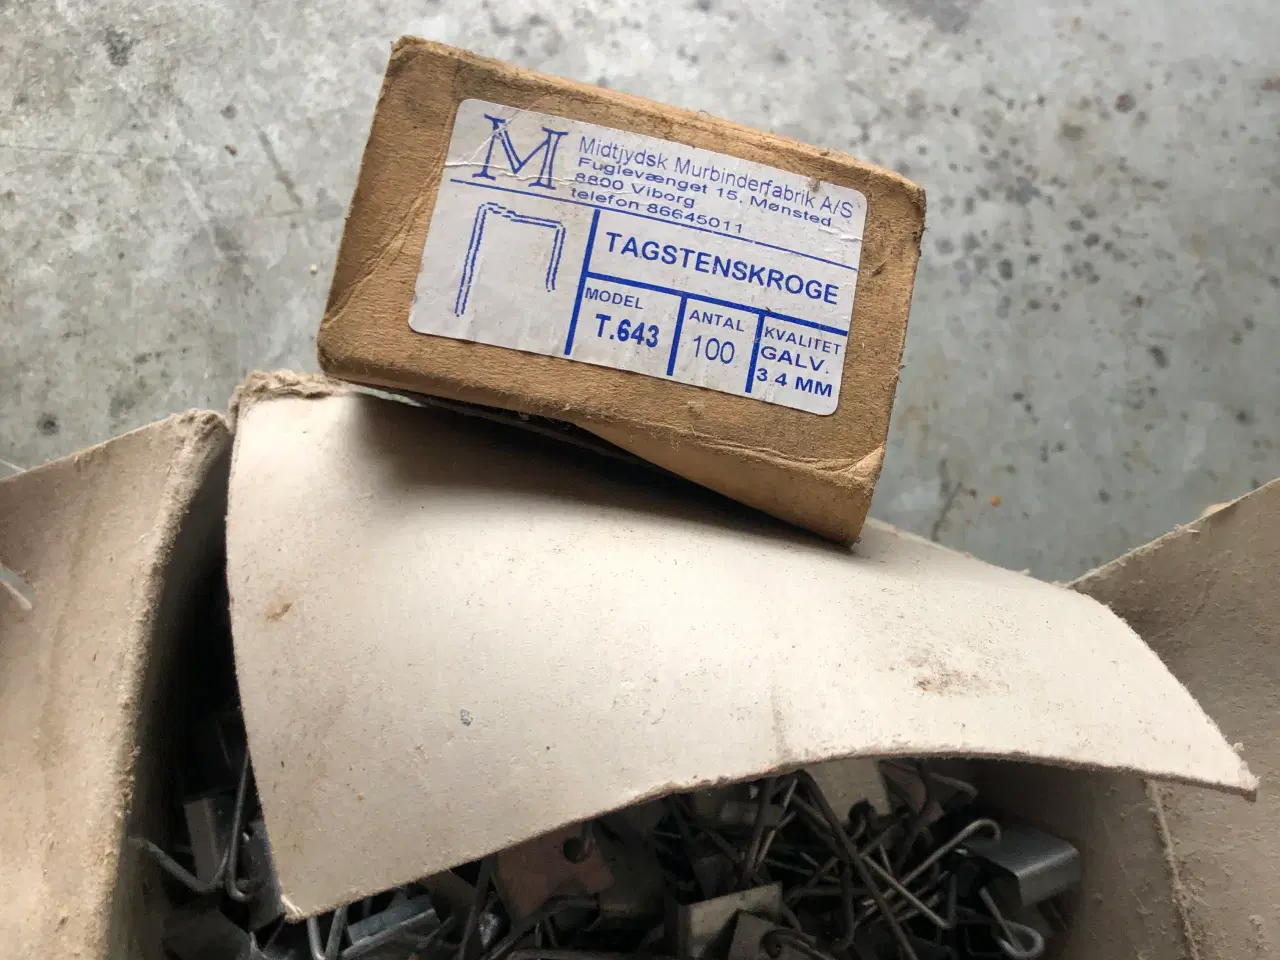 M
Midtjydsk Murbinderfabrik A/S
Fuglevænget 15, Mønsted
8800 Viborg
telefon 86645011
TAGSTENSKROGE
MODEL
T.643
ANTAL
100
KVALITET
GALV.
3.4 MM